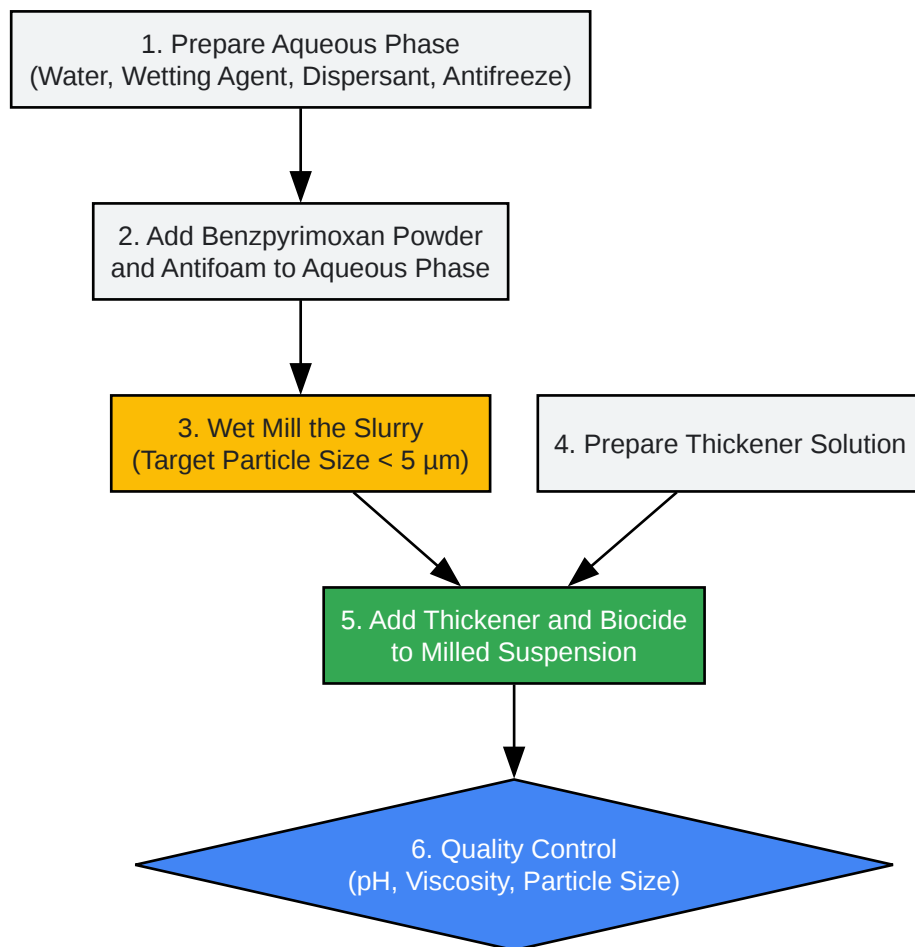 1. Prepare Aqueous Phase
(Water, Wetting Agent, Dispersant, Antifreeze)
2. Add Benzpyrimoxan Powder
and Antifoam to Aqueous Phase
3. Wet Mill the Slurry
(Target Particle Size < 5 µm)
4. Prepare Thickener Solution
5. Add Thickener and Biocide
to Milled Suspension
6. Quality Control
(pH, Viscosity, Particle Size)